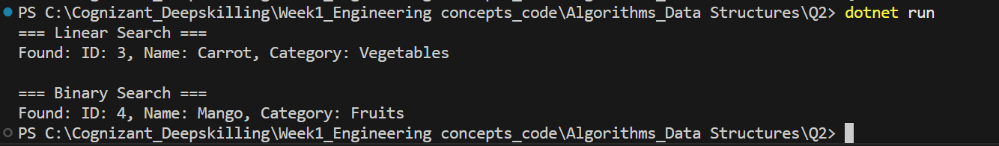 PS C:\Cognizant_Deepskilling\Week1_Engineering concepts_code\Algorithms_Data Structures\Q2> dotnet run
=== Linear Search ===
Found: ID: 3, Name: Carrot, Category: Vegetables
=== Binary Search ===
Found: ID: 4, Name: Mango, Category: Fruits
PS C:\Cognizant_Deepskilling\Week1_Engineering concepts_code\Algorithms_Data Structures\Q2>